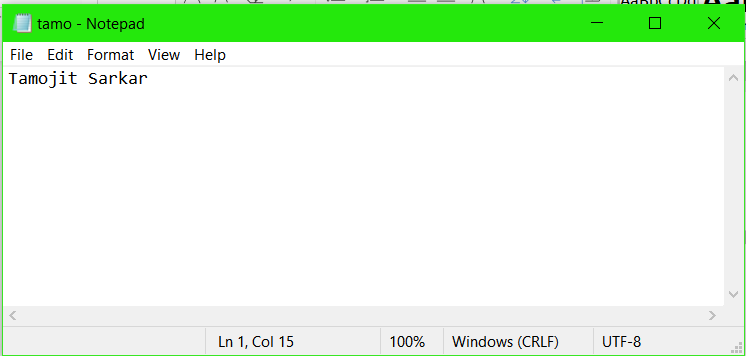 tamo - Notepad
File Edit Format View Help
Tamojit Sarkar
Ln 1, Col 15 100% Windows (CRLF) UTF-8